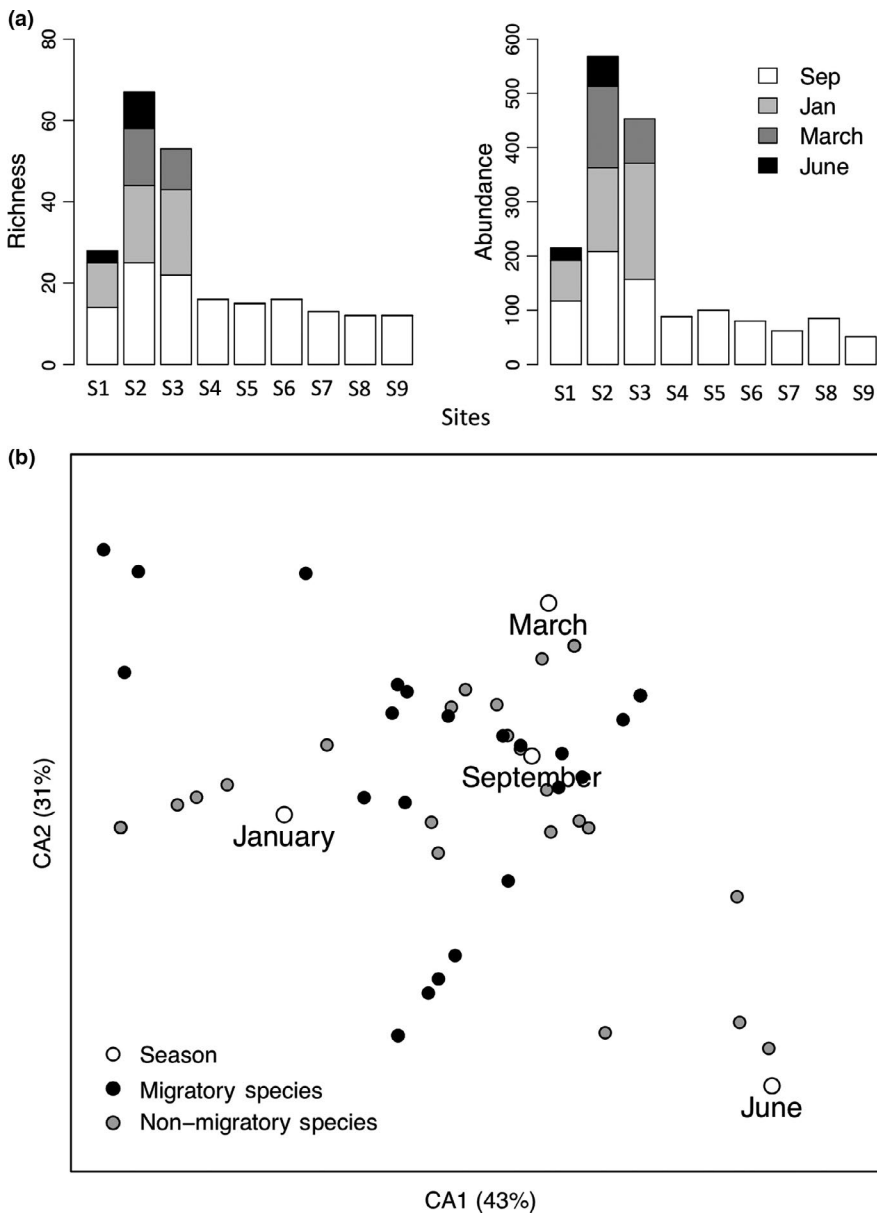 (a)
80
60
40
20
0
Richness
S1 S2 S3 S4 S5 S6 S7 S8 S9
600
500
400
300
200
100
0
Abundance
Sep
Jan
March
June
S1 S2 S3 S4 S5 S6 S7 S8 S9
Sites
(b)
March
September
January
June
CA2 (31%)
Season
Migratory species
Non−migratory species
CA1 (43%)